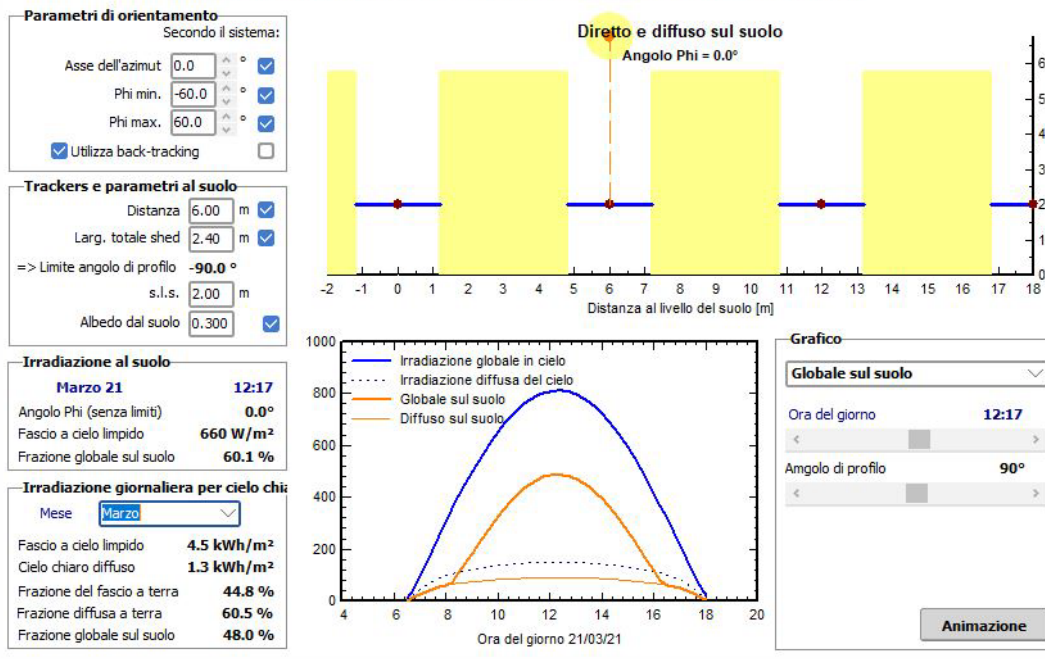 Parametri di orientamento
Secondo il sistema:
Asse dell'azimut 0.0 °
Phi min. -60.0 °
Phi max. 60.0 °
Utilizza back-tracking
Trackers e parametri al suolo
Distanza 6.00 m
Larg. totale shed 2.40 m
=> Limite angolo di profilo -90.0 °
s.l.s. 2.00 m
Albedo dal suolo 0.300
Irradiazione al suolo
Marzo 21 12:17
Angolo Phi (senza limiti) 0.0°
Fascio a cielo limpido 660 W/m²
Frazione globale sul suolo 60.1 %
Irradiazione giornaliera per cielo chia
Mese Marzo
Fascio a cielo limpido 4.5 kWh/m²
Cielo chiaro diffuso 1.3 kWh/m²
Frazione del fascio a terra 44.8 %
Frazione diffusa a terra 60.5 %
Frazione globale sul suolo 48.0 %
Diretto e diffuso sul suolo
Angolo Phi = 0.0°
6
5
4
3
2
1
0
-2 -1 0 1 2 3 4 5 6 7 8 9 10 11 12 13 14 15 16 17 18
Distanza al livello del suolo [m]
1000
800
600
400
200
0
Irradiazione globale in cielo
Irradiazione diffusa del cielo
Globale sul suolo
Diffuso sul suolo
4 6 8 10 12 14 16 18 20
Ora del giorno 21/03/21
Grafico
Globale sul suolo
Ora del giorno 12:17
Amgolo di profilo 90°
Animazione